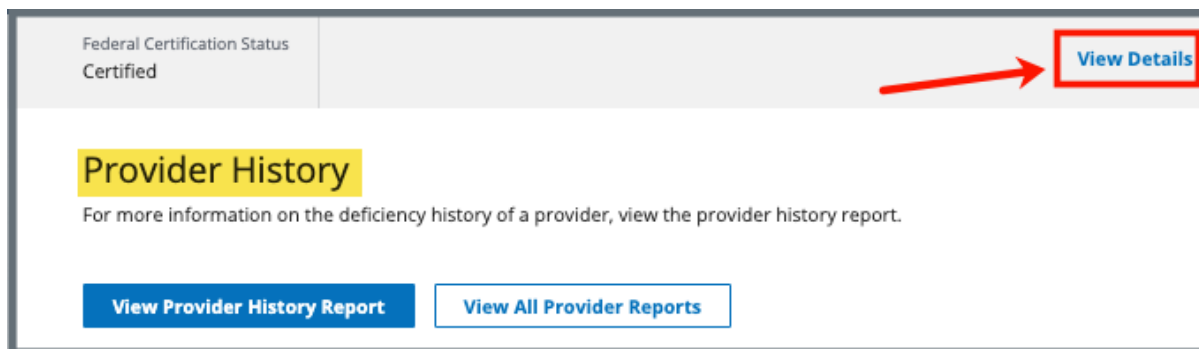 Federal Certification Status
Certified
View Details
Provider History
For more information on the deficiency history of a provider, view the provider history report.
View Provider History Report
View All Provider Reports